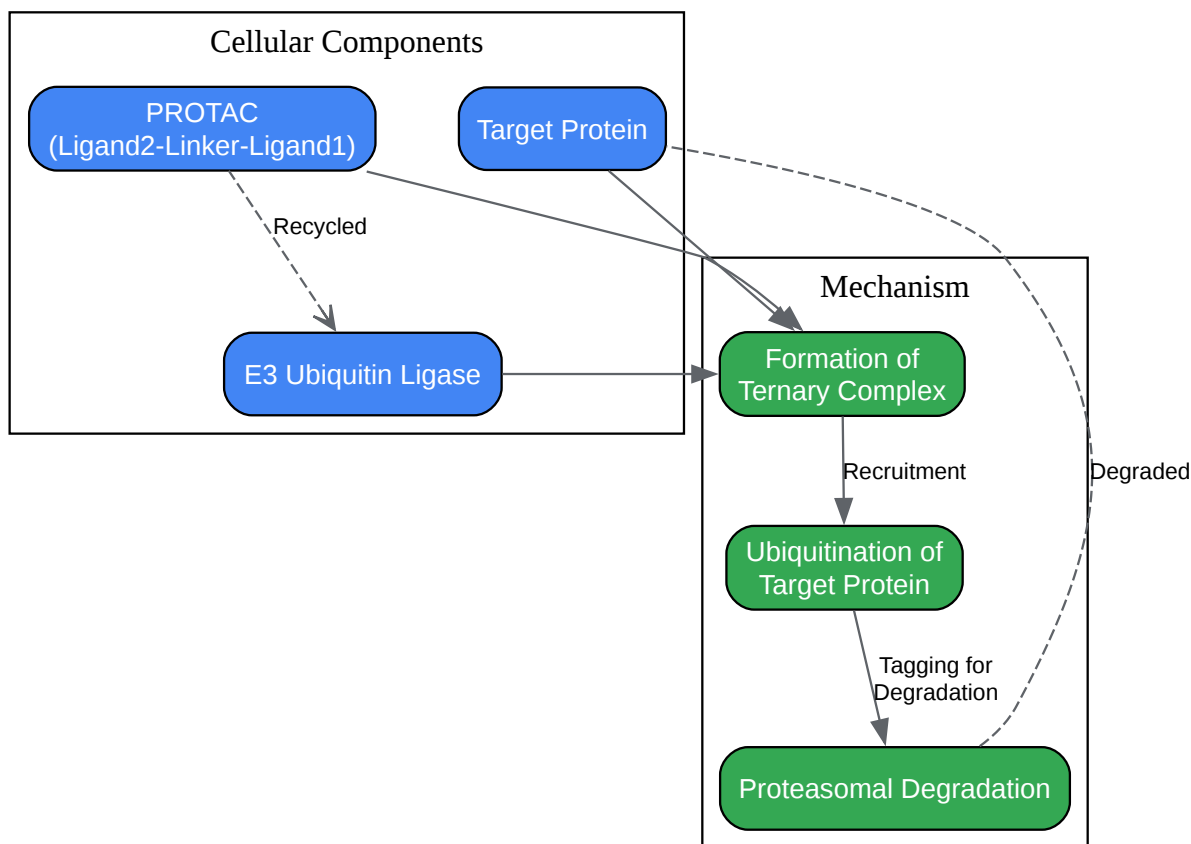 Cellular Components
PROTAC
(Ligand2-Linker-Ligand1)
Target Protein
Recycled
E3 Ubiquitin Ligase
Mechanism
Formation of
Ternary Complex
Recruitment
Degraded
Ubiquitination of
Target Protein
Tagging for
Degradation
Proteasomal Degradation